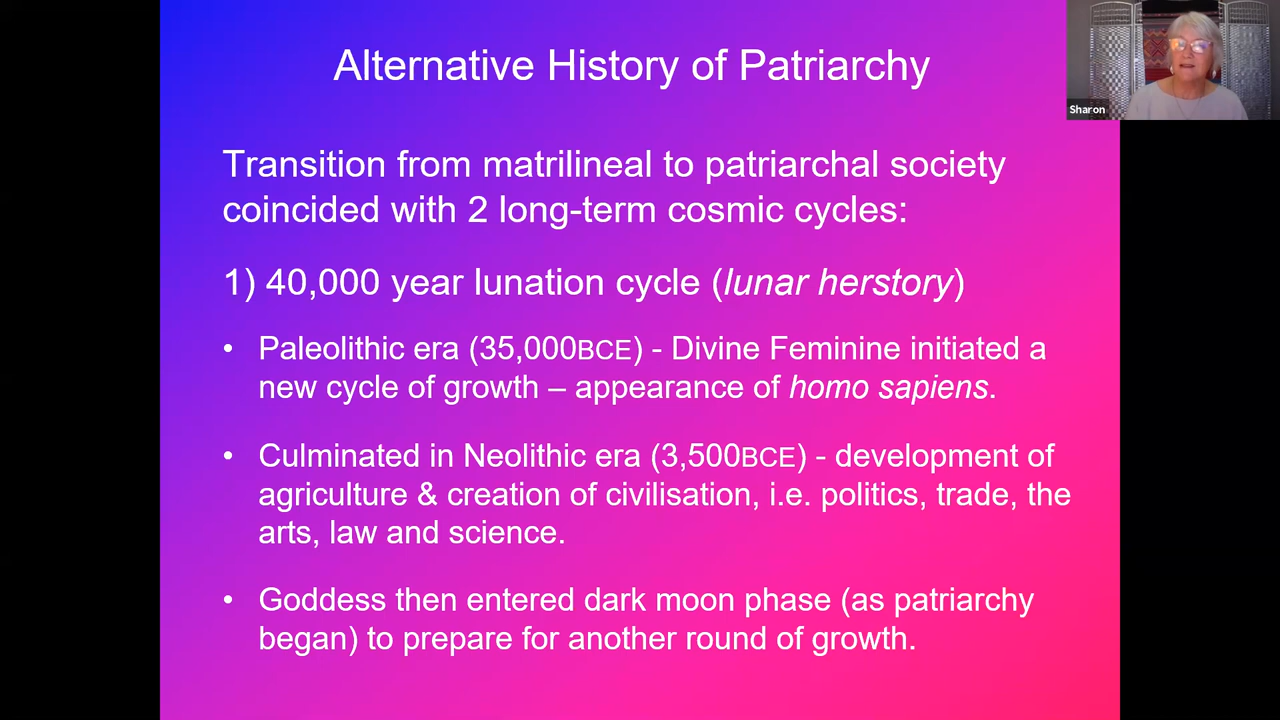 Alternative History of Patriarchy
Sharon
Transition from matrilineal to patriarchal society
coincided with 2 long-term cosmic cycles:
1) 40,000 year lunation cycle (lunar herstory)
• Paleolithic era (35,000BCE) - Divine Feminine initiated a
new cycle of growth – appearance of homo sapiens.
• Culminated in Neolithic era (3,500BCE) - development of
agriculture & creation of civilisation, i.e. politics, trade, the
arts, law and science.
• Goddess then entered dark moon phase (as patriarchy
began) to prepare for another round of growth.